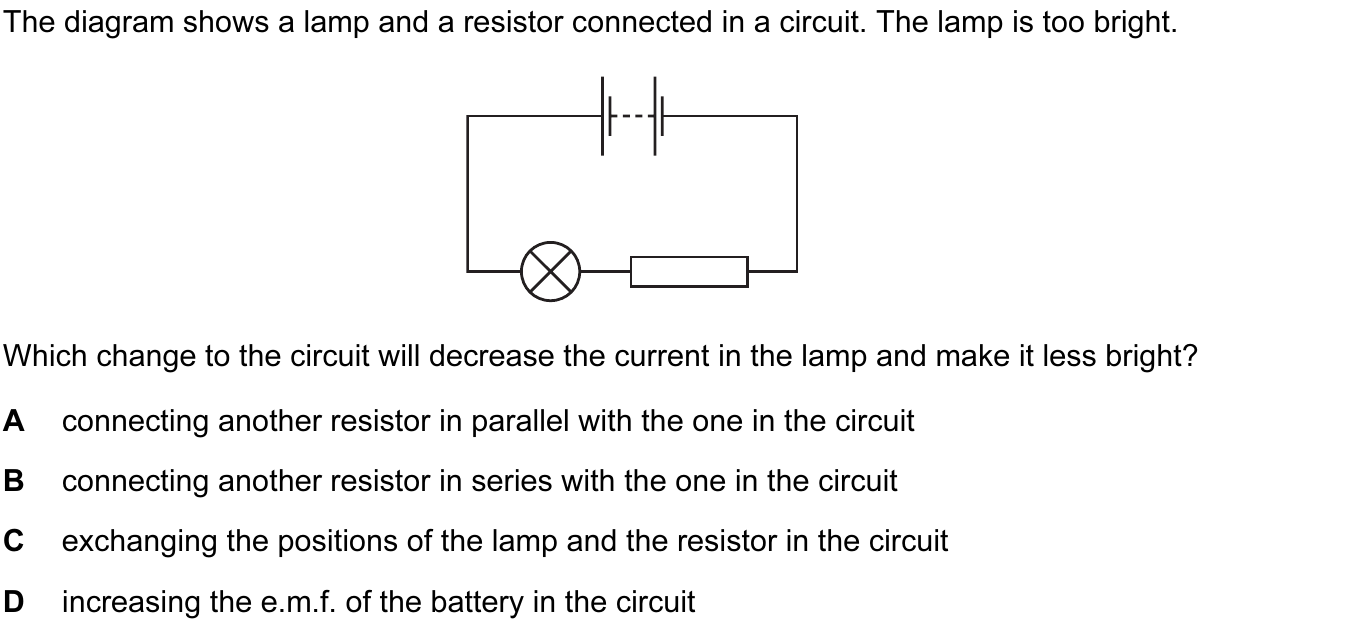 The diagram shows a lamp and a resistor connected in a circuit. The lamp is too bright.
Which change to the circuit will decrease the current in the lamp and make it less bright?
A connecting another resistor in parallel with the one in the circuit
B connecting another resistor in series with the one in the circuit
C exchanging the positions of the lamp and the resistor in the circuit
D increasing the e.m.f. of the battery in the circuit